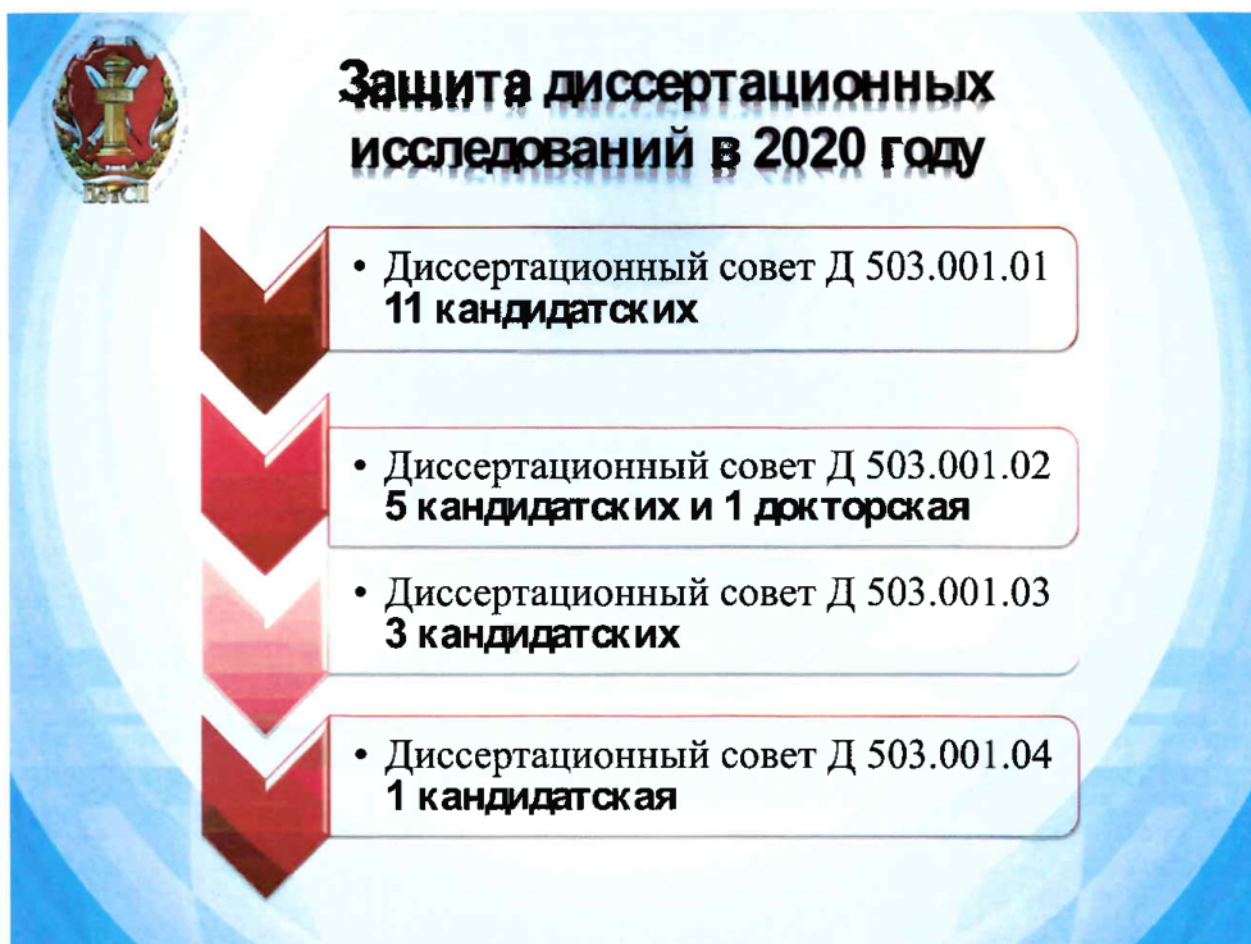 Защита диссертационных
исследований в 2020 году
• Диссертационный совет Д 503.001.01
11 кандидатских
• Диссертационный совет Д 503.001.02
5 кандидатских и 1 докторская
• Диссертационный совет Д 503.001.03
3 кандидатских
• Диссертационный совет Д 503.001.04
1 кандидатская